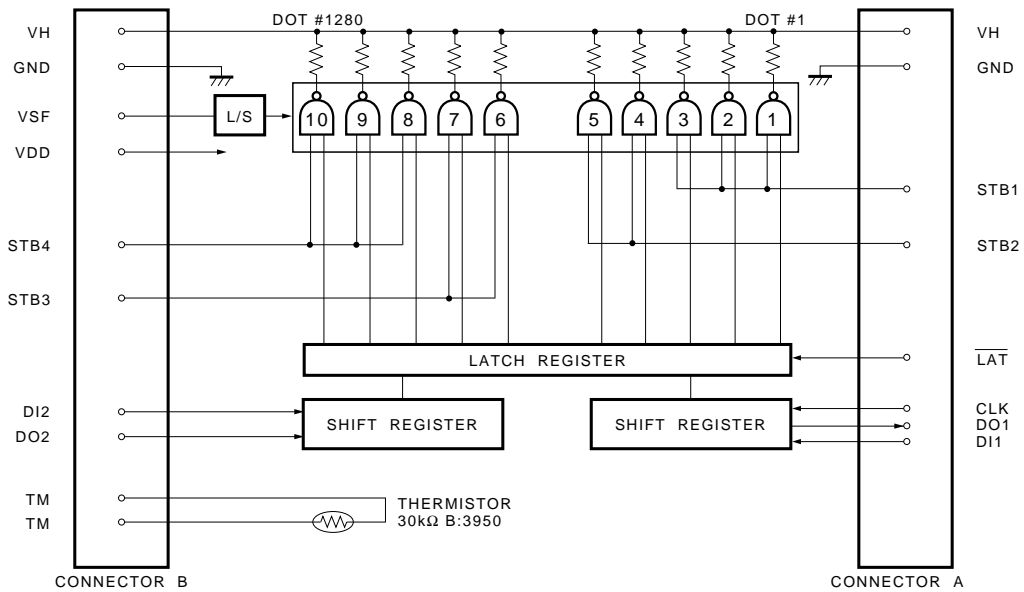 DOT #1280 DOT #1
VH VH
GND GND
VSF L/S 10 9 8 7 6 5 4 3 2 1
VDD
STB1
STB4 STB2
STB3
LATCH REGISTER LAT
DI2 CLK
SHIFT REGISTER SHIFT REGISTER DO1
DO2 DI1
TM THERMISTOR
TM 30kΩ B:3950
CONNECTOR B CONNECTOR A